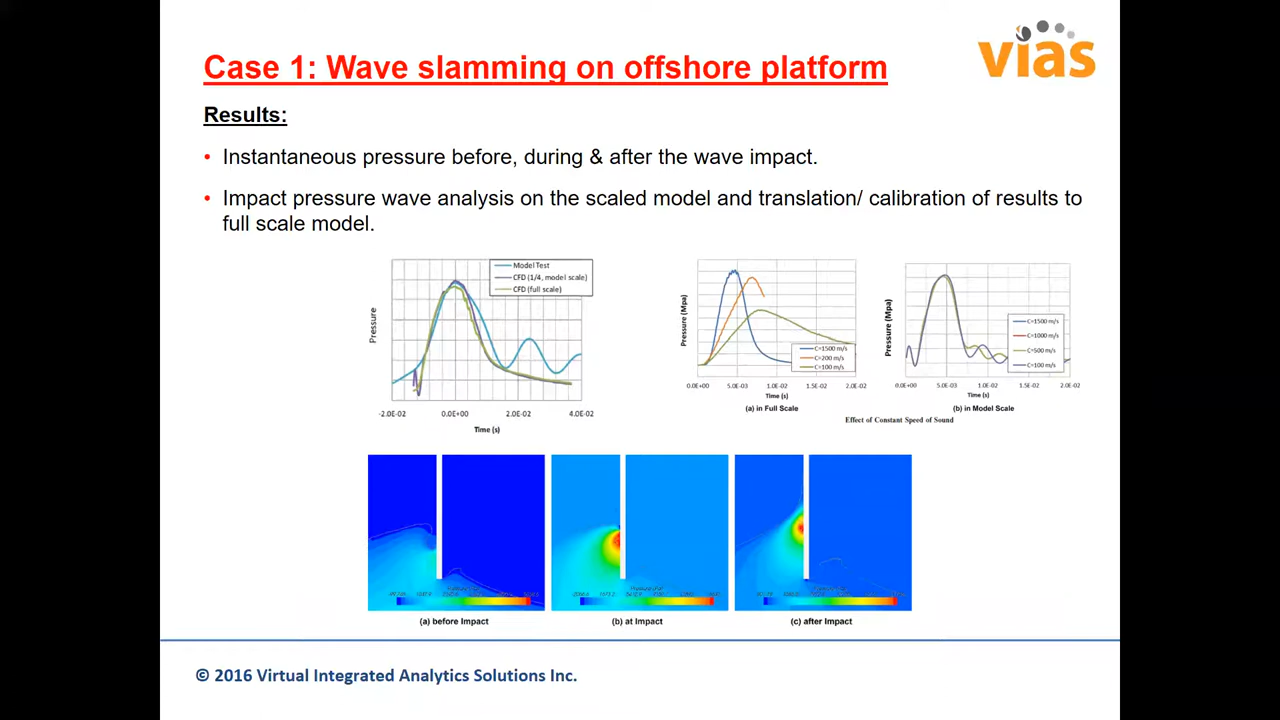 vias
Case 1: Wave slamming on offshore platform
Results:
• Instantaneous pressure before, during & after the wave impact.
• Impact pressure wave analysis on the scaled model and translation/ calibration of results to
full scale model.
Model Test
CFD (1/4, model scale)
CFD (full scale)
Pressure
-2.0E-02 0.0E+00 2.0E-02 4.0E-02
Time (s)
Pressure (Mpa)
C=1500 m/s
C=200 m/s
C=100 m/s
0.0E+00 5.0E-03 1.0E-02 1.5E-02 2.0E-02
Time (s)
(a) in Full Scale
Pressure (Mpa)
C=1500 m/s
C=1000 m/s
C=500 m/s
C=100 m/s
0.0E+00 5.0E-03 1.0E-02 1.5E-02 2.0E-02
Time (s)
(b) in Model Scale
Effect of Constant Speed of Sound
(a) before Impact
(b) at Impact
(c) after Impact
© 2016 Virtual Integrated Analytics Solutions Inc.